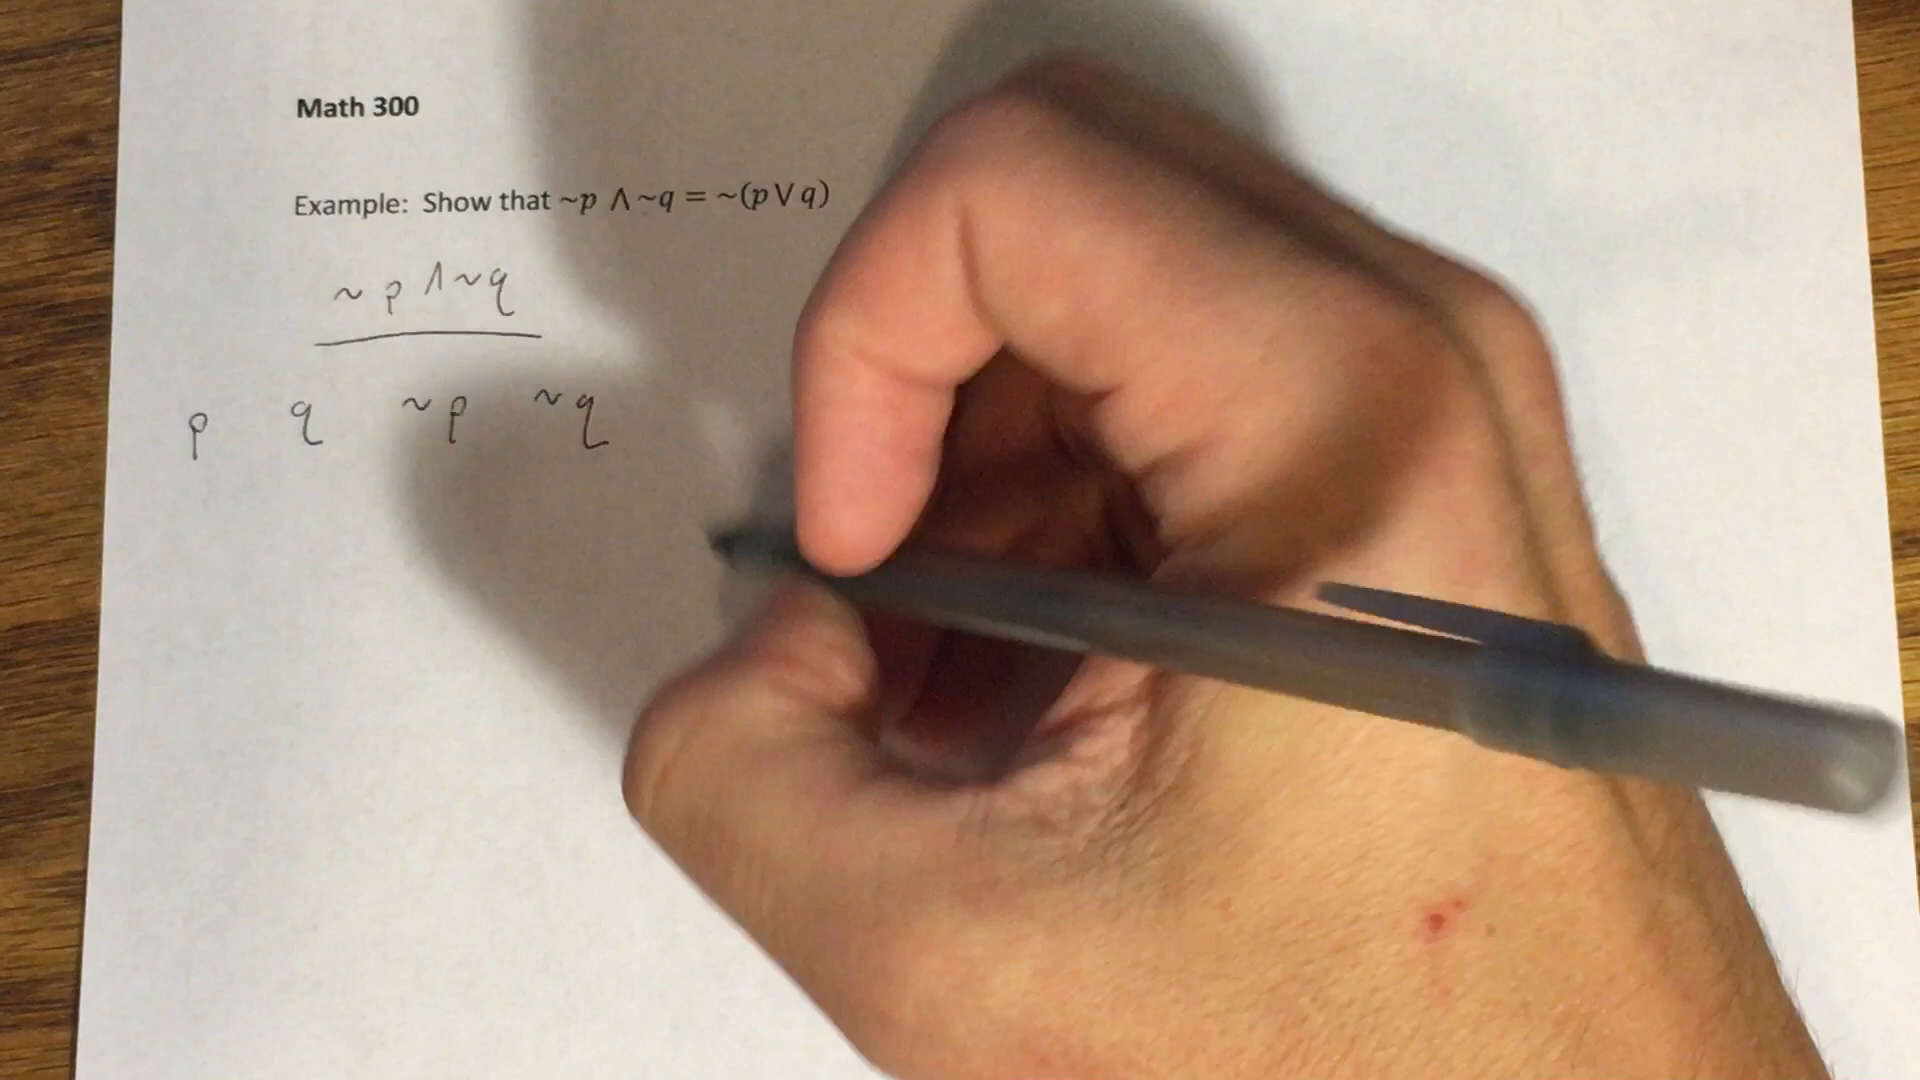 Math 300
Example: Show that ~p ∧ ~q = ~(p ∨ q)
~ p ∧ ~ q
p q ~ p ~ q